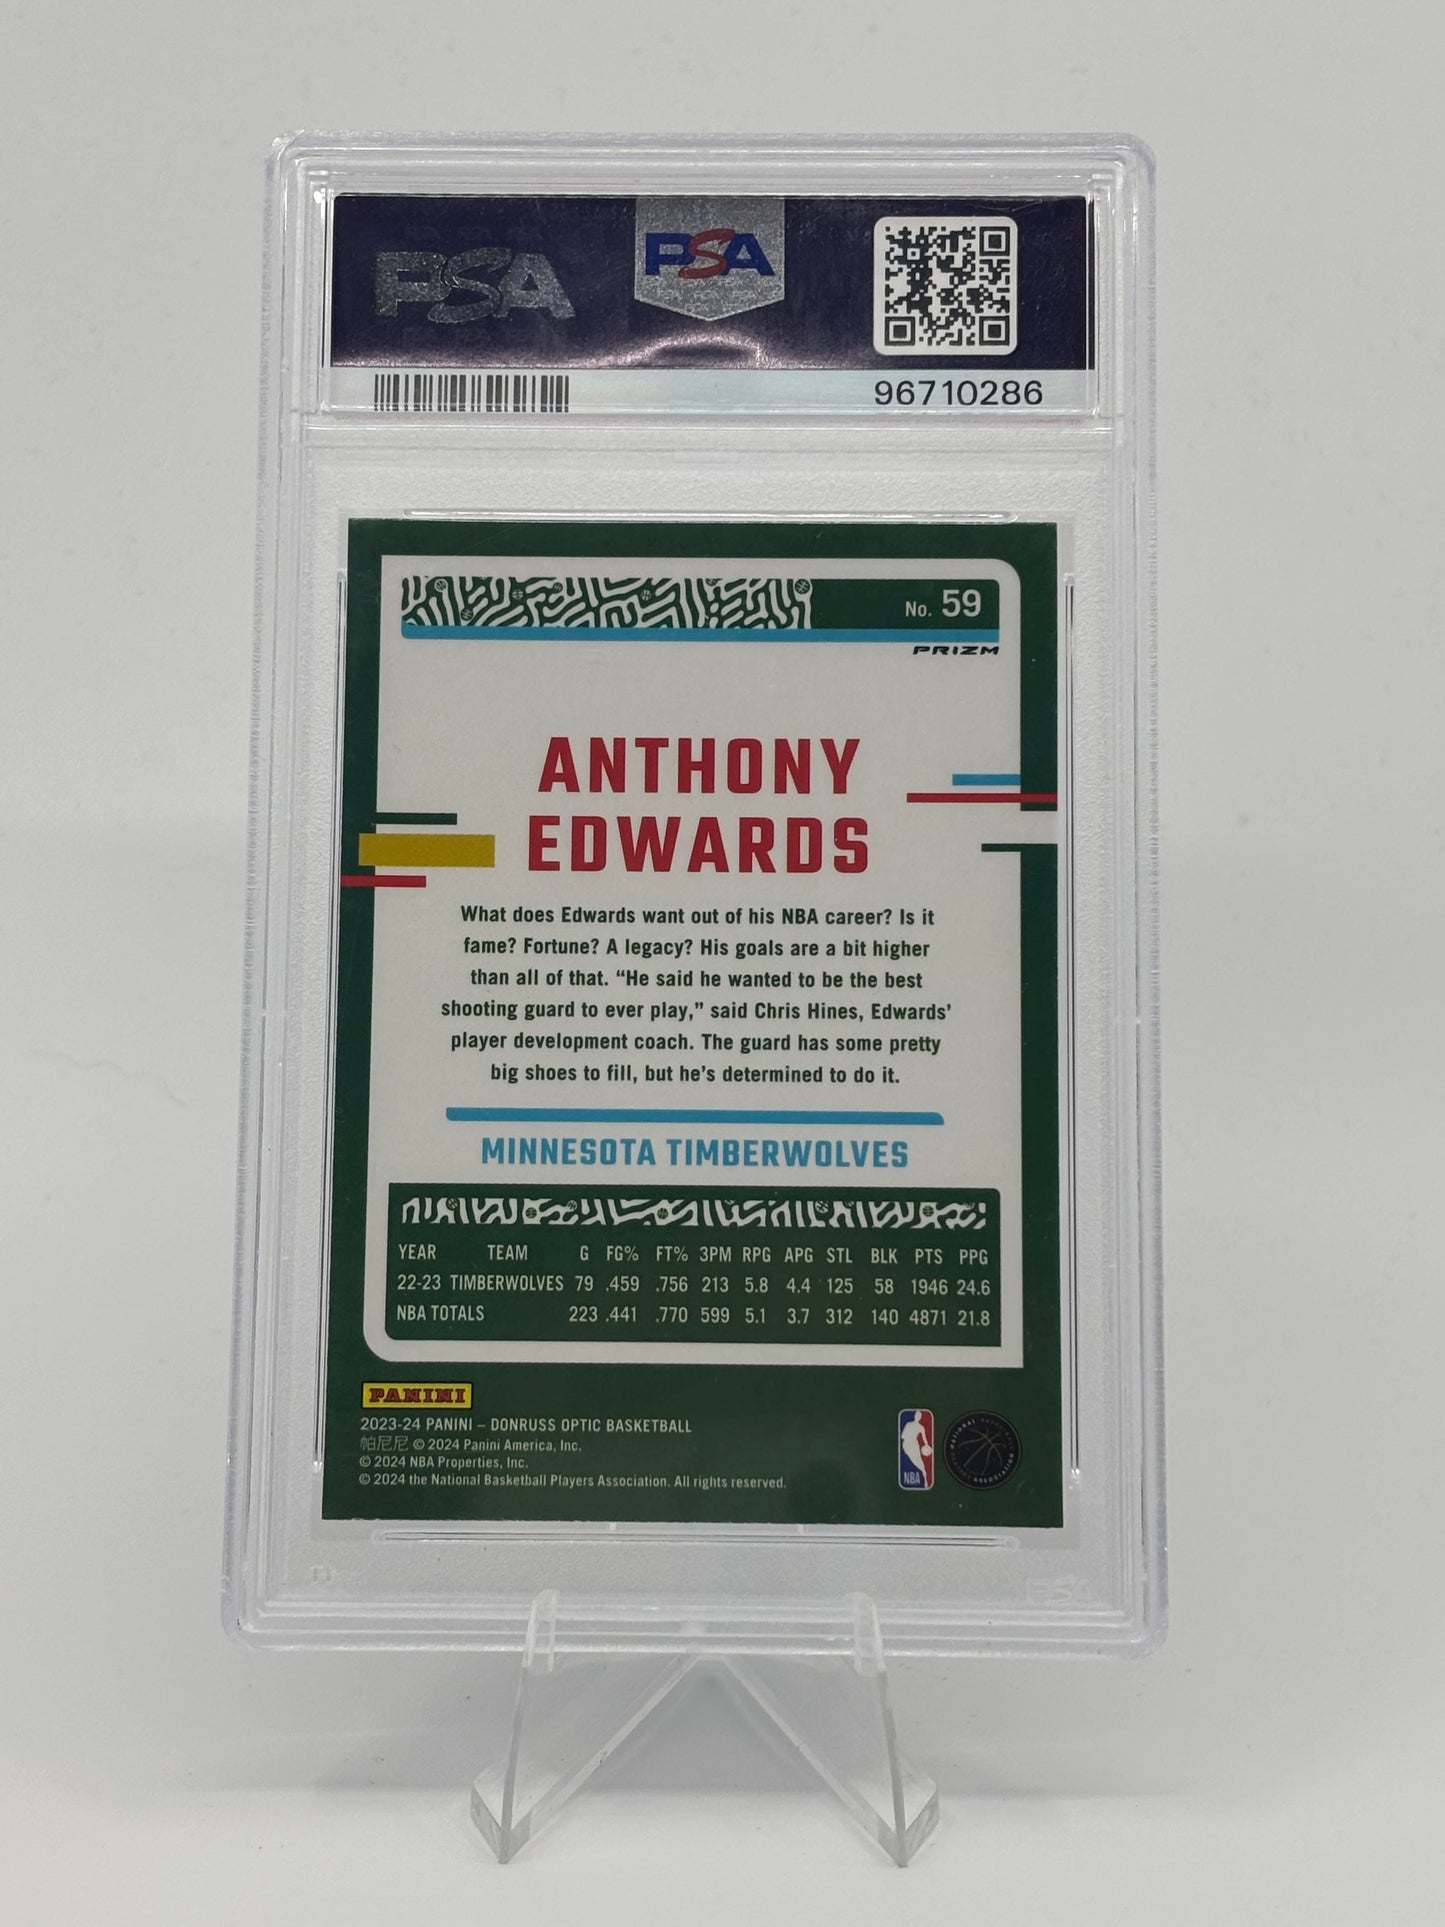 PSA
PSA
96710286
No. 59
PRIZM
ANTHONY
EDWARDS
What does Edwards want out of his NBA career? Is it
fame? Fortune? A legacy? His goals are a bit higher
than all of that. “He said he wanted to be the best
shooting guard to ever play,” said Chris Hines, Edwards’
player development coach. The guard has some pretty
big shoes to fill, but he’s determined to do it.
MINNESOTA TIMBERWOLVES
YEAR TEAM G FG% FT% 3PM RPG APG STL BLK PTS PPG
22-23 TIMBERWOLVES 79 .459 .756 213 5.8 4.4 125 58 1946 24.6
NBA TOTALS 223 .441 .770 599 5.1 3.7 312 140 4871 21.8
PANINI
2023-24 PANINI – DONRUSS OPTIC BASKETBALL
帕尼尼 © 2024 Panini America, Inc.
© 2024 NBA Properties, Inc.
© 2024 the National Basketball Players Association. All rights reserved.
NBA
NATIONAL BASKETBALL PLAYERS ASSOCIATION
PSA